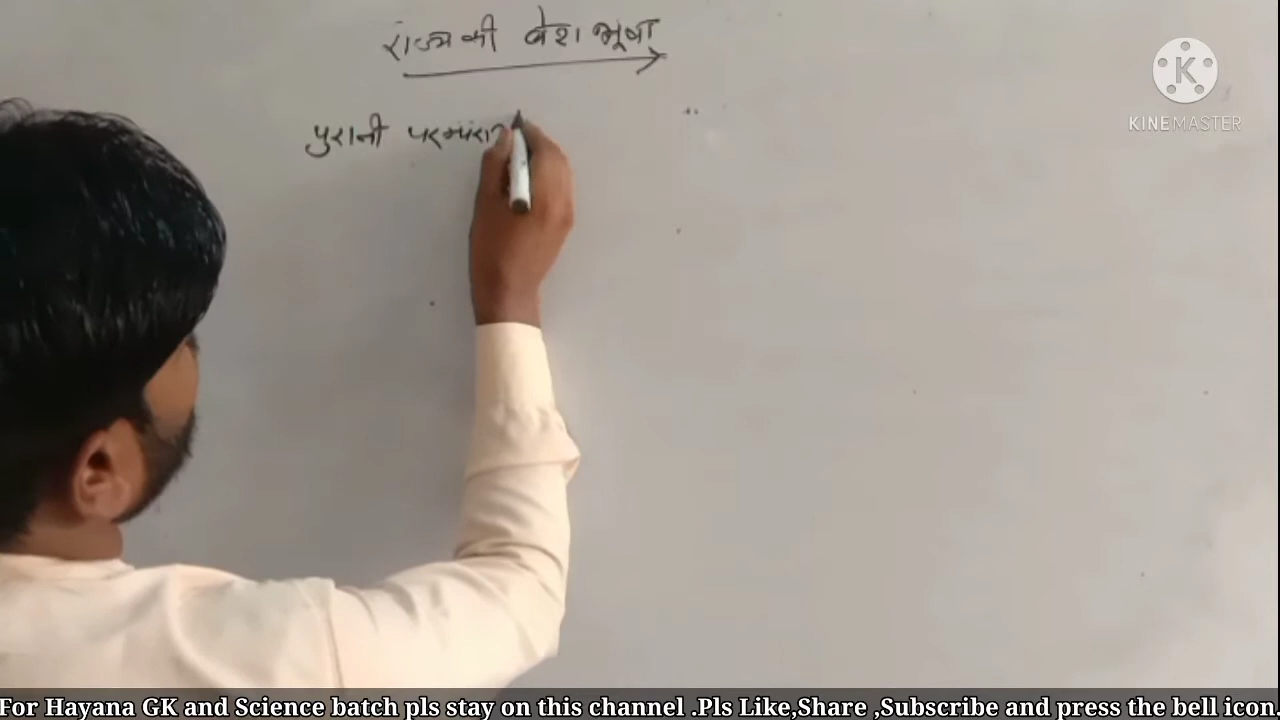 राज्य की वेश भूषा
पुरानी परम्परा
KINEMASTER
For Hayana GK and Science batch pls stay on this channel .Pls Like,Share ,Subscribe and press the bell icon.